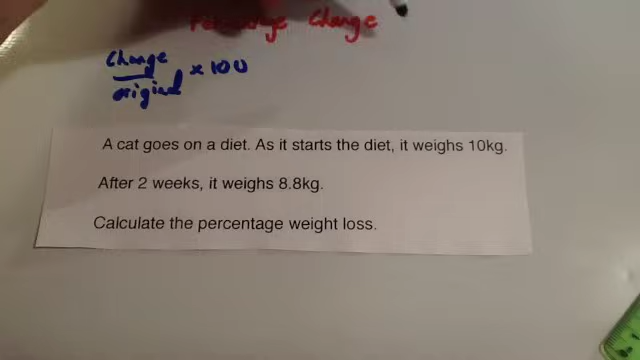 Percentage Change
Change
original × 100
A cat goes on a diet. As it starts the diet, it weighs 10kg.
After 2 weeks, it weighs 8.8kg.
Calculate the percentage weight loss.